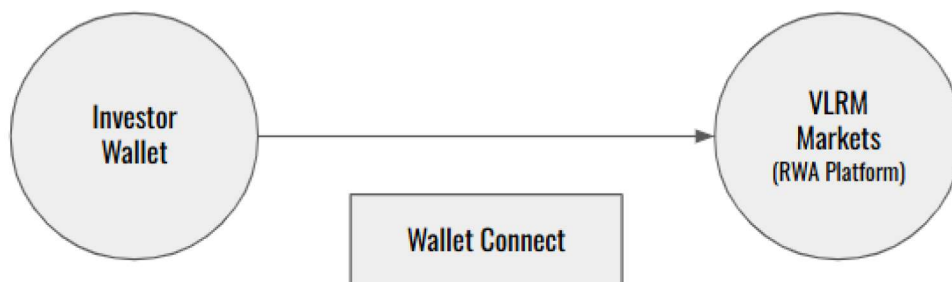 Investor
Wallet
VLRM
Markets
(RWA Platform)
Wallet Connect